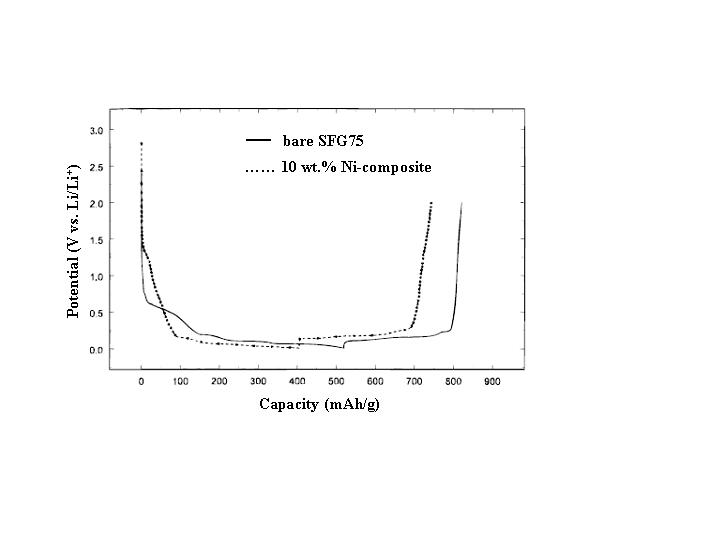 3.0
bare SFG75
2.5
...... 10 wt.% Ni-composite
2.0
1.5
1.0
0.5
0.0
Potential (V vs. Li/Li⁺)
0 100 200 300 400 500 600 700 800 900
Capacity (mAh/g)